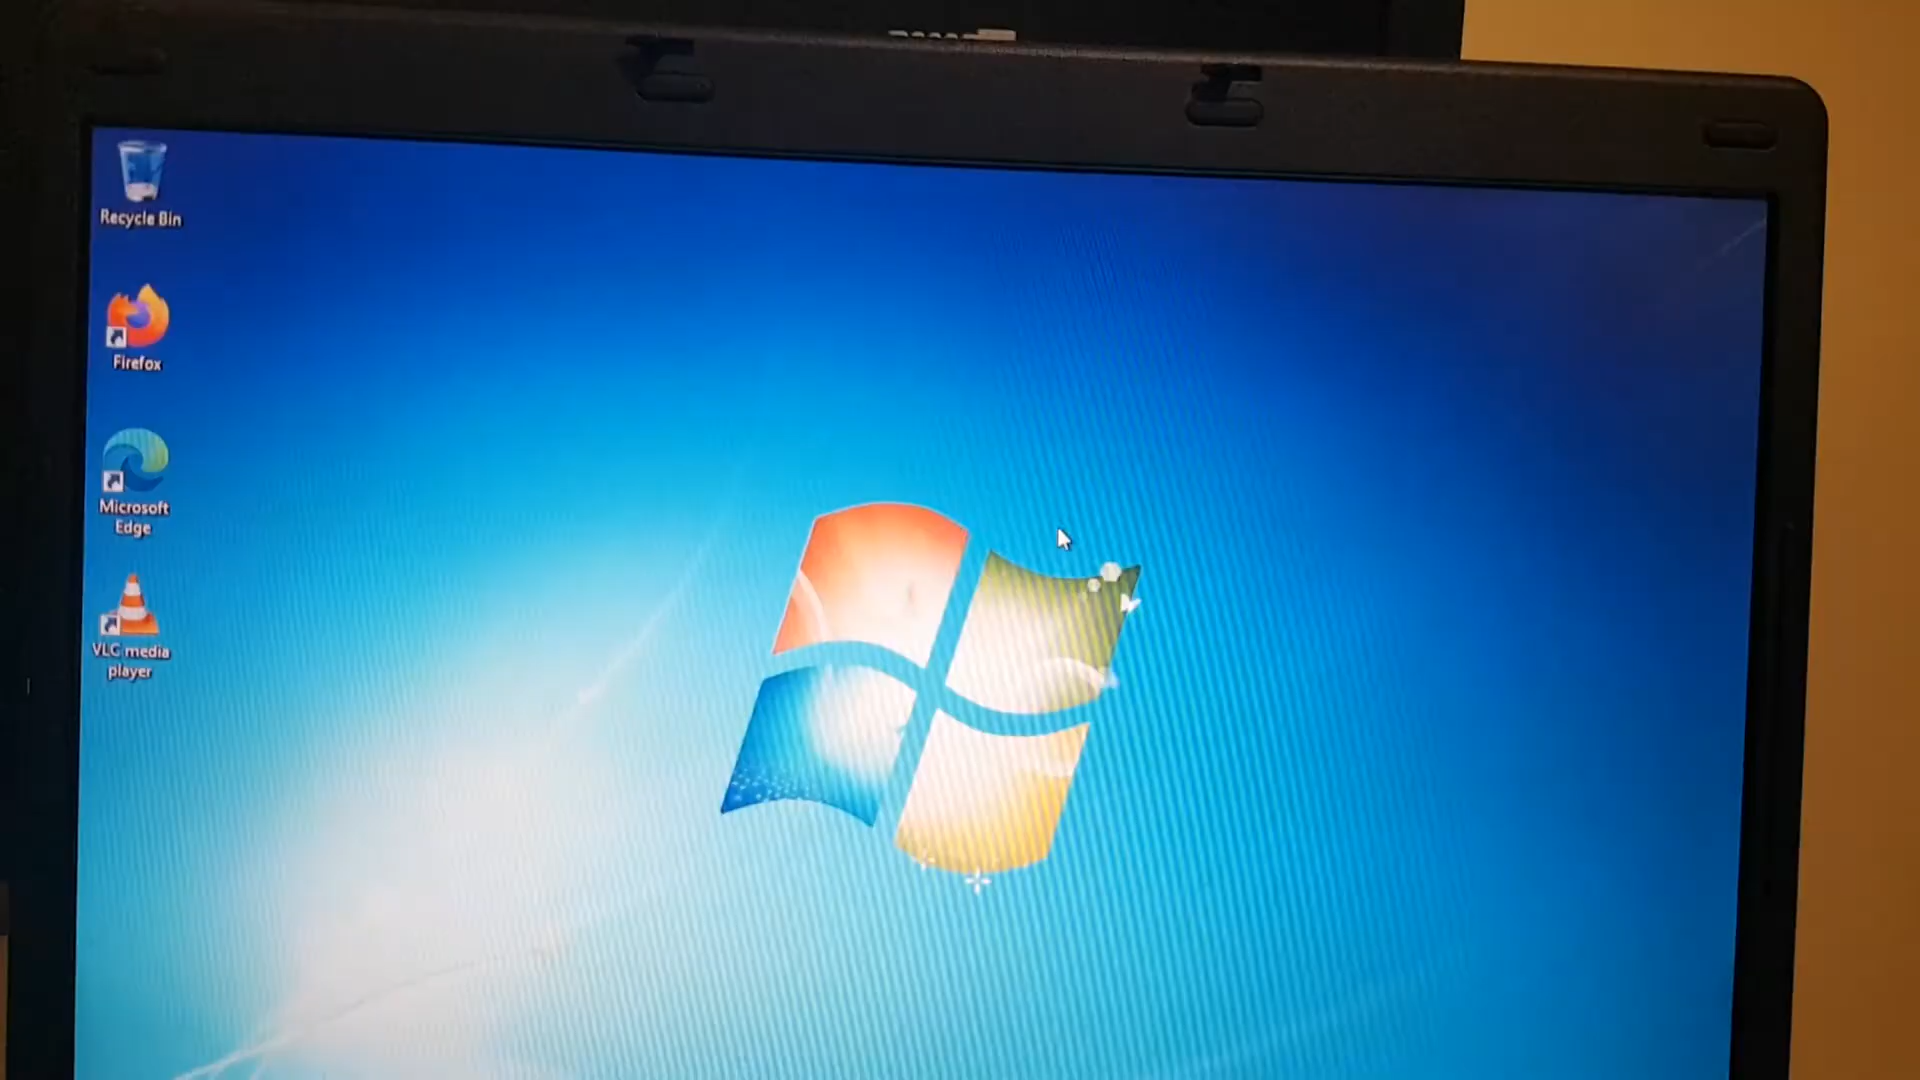 Recycle Bin
Firefox
Microsoft
Edge
VLC media
player